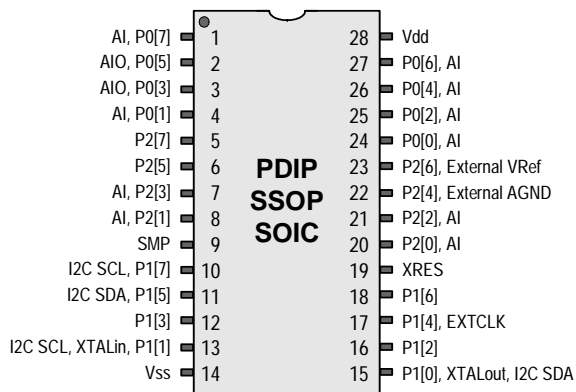 AI, P0[7] 1 28 Vdd
AIO, P0[5] 2 27 P0[6], AI
AIO, P0[3] 3 26 P0[4], AI
AI, P0[1] 4 25 P0[2], AI
P2[7] 5 24 P0[0], AI
P2[5] 6 PDIP 23 P2[6], External VRef
AI, P2[3] 7 SSOP 22 P2[4], External AGND
AI, P2[1] 8 SOIC 21 P2[2], AI
SMP 9 20 P2[0], AI
I2C SCL, P1[7] 10 19 XRES
I2C SDA, P1[5] 11 18 P1[6]
P1[3] 12 17 P1[4], EXTCLK
I2C SCL, XTALin, P1[1] 13 16 P1[2]
Vss 14 15 P1[0], XTALout, I2C SDA